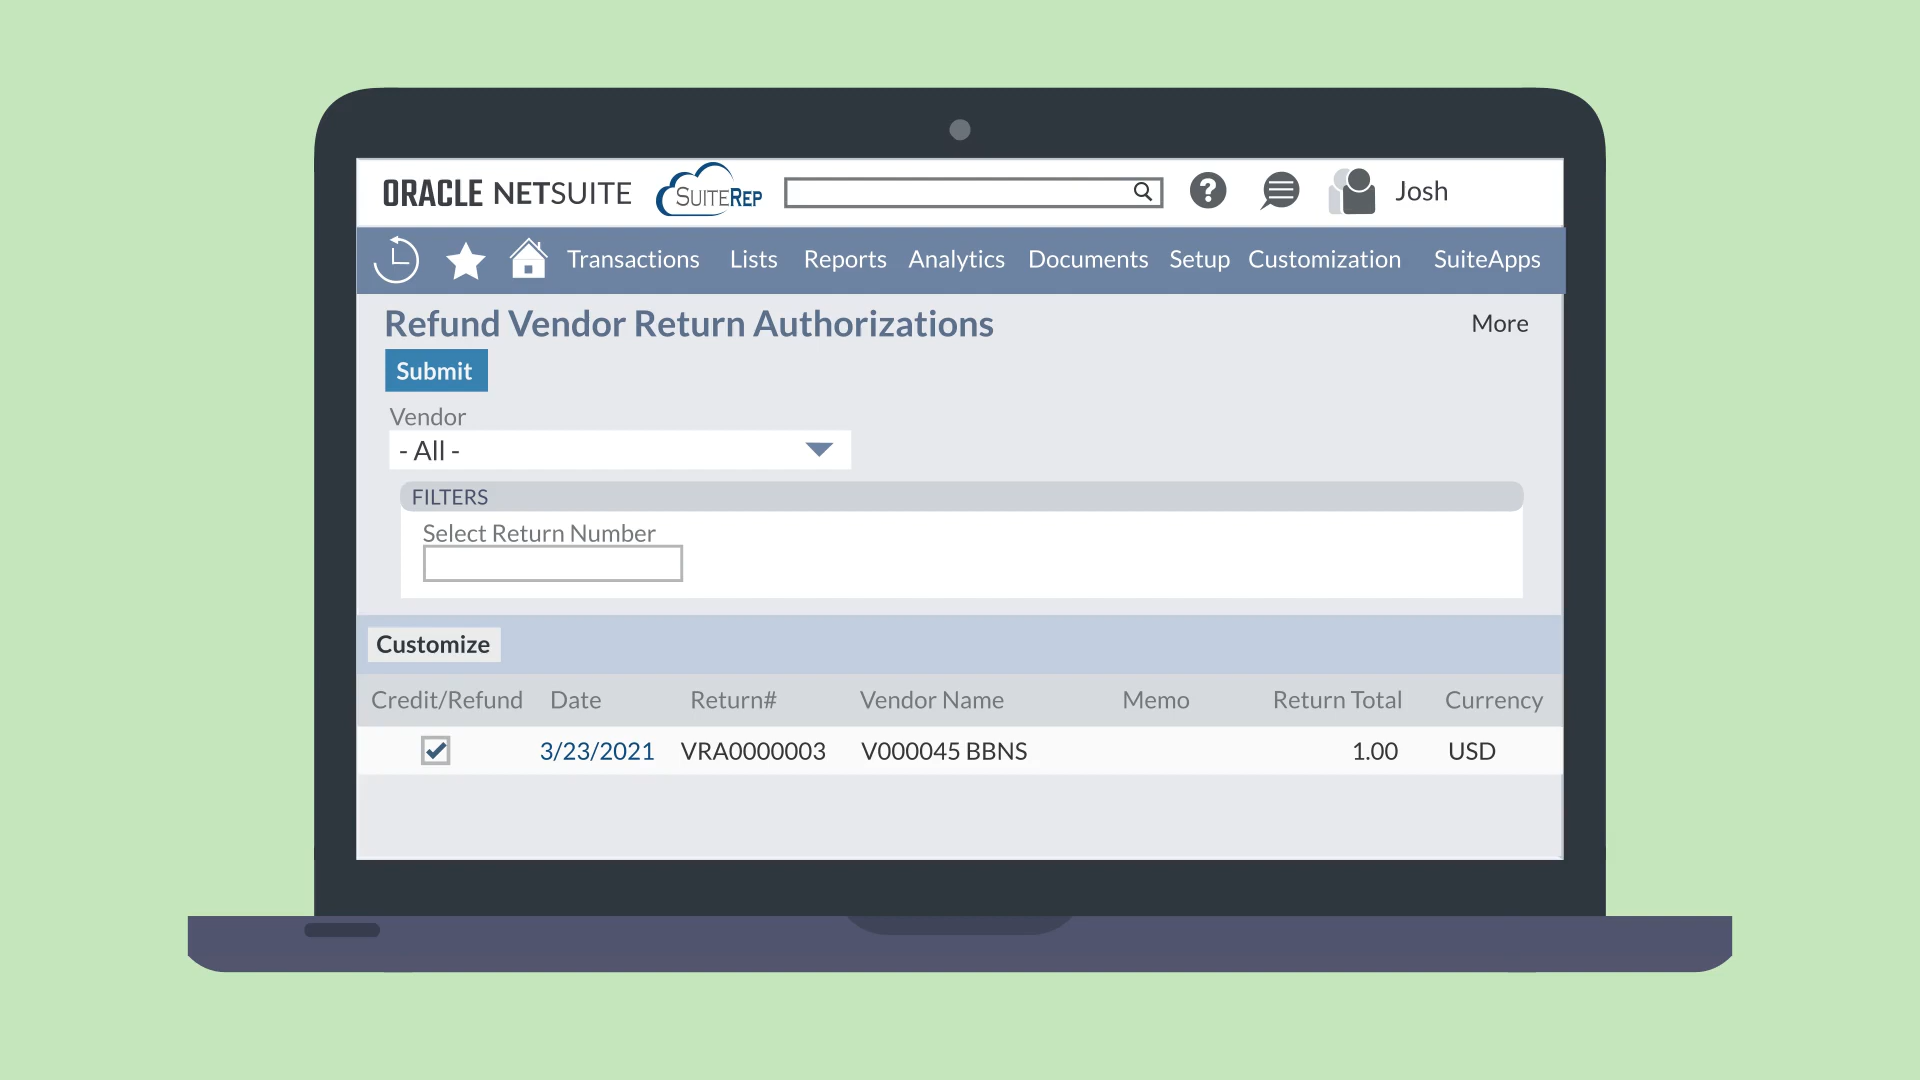 ORACLE NETSUITE SUITEREP ? Josh
Transactions Lists Reports Analytics Documents Setup Customization SuiteApps
Refund Vendor Return Authorizations More
Submit
Vendor
- All -
FILTERS
Select Return Number
Customize
Credit/Refund Date Return# Vendor Name Memo Return Total Currency
3/23/2021 VRA0000003 V000045 BBNS 1.00 USD